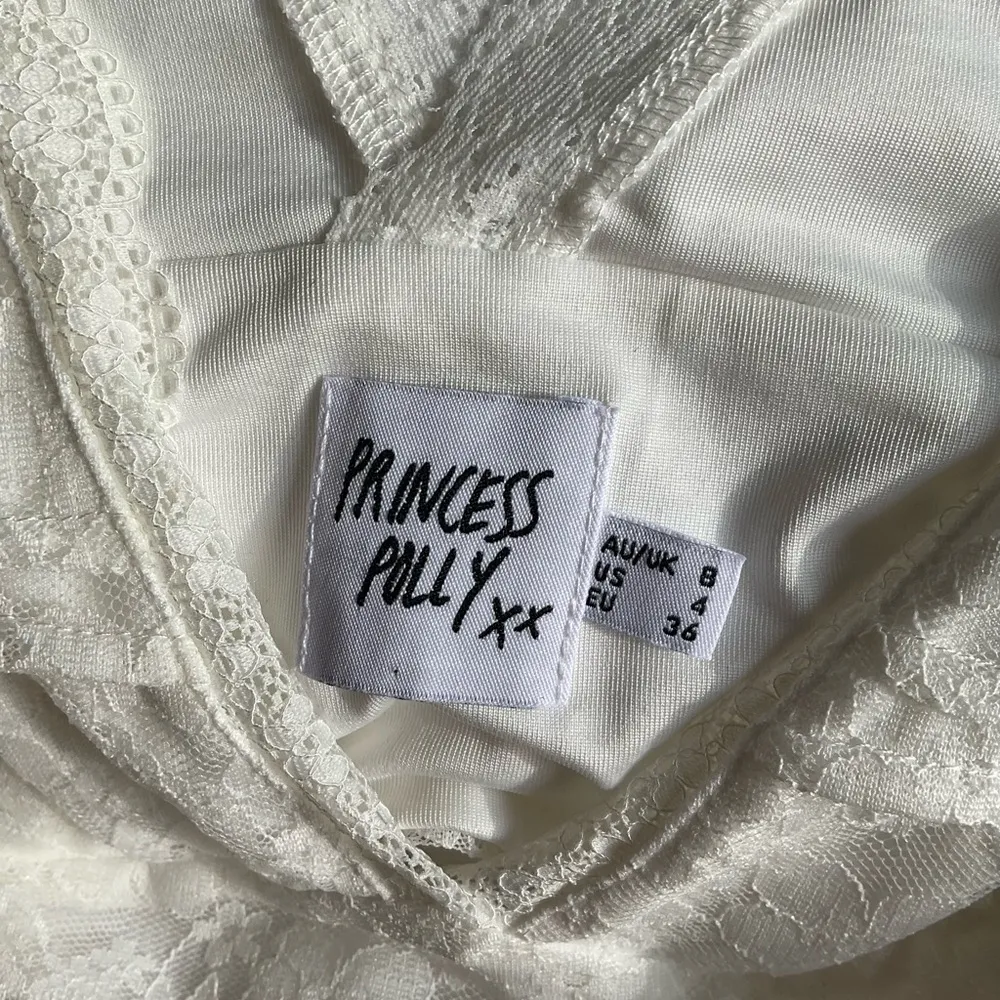 PRINCESS
POLLY
XX
AU/UK 8
US 4
EU 36